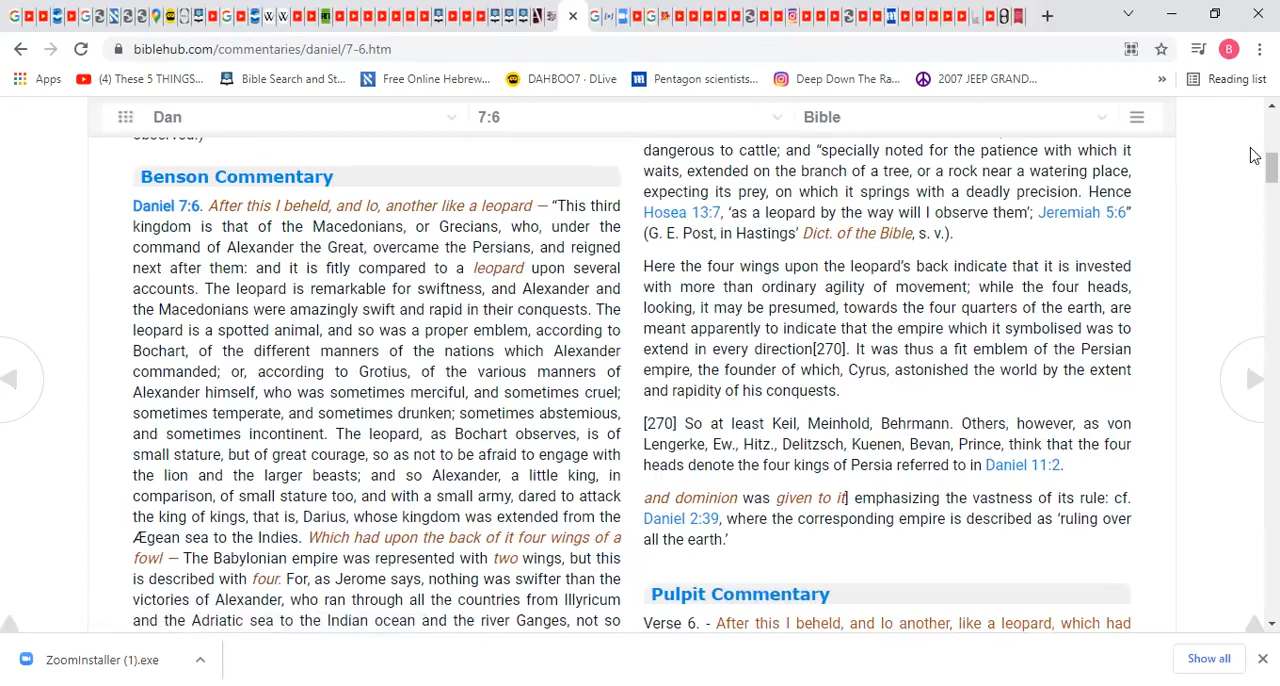 biblehub.com/commentaries/daniel/7-6.htm
B
Apps
(4) These 5 THINGS...
Bible Search and St...
Free Online Hebrew...
DAHBOO7 - DLive
Pentagon scientists...
Deep Down The Ra...
2007 JEEP GRAND...
»
Reading list
Dan
7:6
Bible
observed.)
Benson Commentary
Daniel 7:6. After this I beheld, and lo, another like a leopard — “This third
kingdom is that of the Macedonians, or Grecians, who, under the
command of Alexander the Great, overcame the Persians, and reigned
next after them: and it is fitly compared to a leopard upon several
accounts. The leopard is remarkable for swiftness, and Alexander and
the Macedonians were amazingly swift and rapid in their conquests. The
leopard is a spotted animal, and so was a proper emblem, according to
Bochart, of the different manners of the nations which Alexander
commanded; or, according to Grotius, of the various manners of
Alexander himself, who was sometimes merciful, and sometimes cruel;
sometimes temperate, and sometimes drunken; sometimes abstemious,
and sometimes incontinent. The leopard, as Bochart observes, is of
small stature, but of great courage, so as not to be afraid to engage with
the lion and the larger beasts; and so Alexander, a little king, in
comparison, of small stature too, and with a small army, dared to attack
the king of kings, that is, Darius, whose kingdom was extended from the
Ægean sea to the Indies. Which had upon the back of it four wings of a
fowl — The Babylonian empire was represented with two wings, but this
is described with four. For, as Jerome says, nothing was swifter than the
victories of Alexander, who ran through all the countries from Illyricum
and the Adriatic sea to the Indian ocean and the river Ganges, not so
dangerous to cattle; and “specially noted for the patience with which it
waits, extended on the branch of a tree, or a rock near a watering place,
expecting its prey, on which it springs with a deadly precision. Hence
Hosea 13:7, ‘as a leopard by the way will I observe them’; Jeremiah 5:6”
(G. E. Post, in Hastings’ Dict. of the Bible, s. v.).
Here the four wings upon the leopard’s back indicate that it is invested
with more than ordinary agility of movement; while the four heads,
looking, it may be presumed, towards the four quarters of the earth, are
meant apparently to indicate that the empire which it symbolised was to
extend in every direction[270]. It was thus a fit emblem of the Persian
empire, the founder of which, Cyrus, astonished the world by the extent
and rapidity of his conquests.
[270] So at least Keil, Meinhold, Behrmann. Others, however, as von
Lengerke, Ew., Hitz., Delitzsch, Kuenen, Bevan, Prince, think that the four
heads denote the four kings of Persia referred to in Daniel 11:2.
and dominion was given to it] emphasizing the vastness of its rule: cf.
Daniel 2:39, where the corresponding empire is described as ‘ruling over
all the earth.’
Pulpit Commentary
Verse 6. - After this I beheld, and lo another, like a leopard, which had
ZoomInstaller (1).exe
Show all